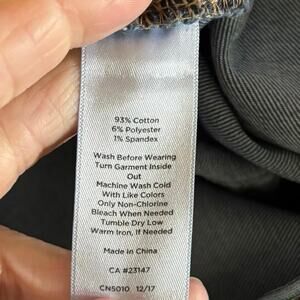 93% Cotton
6% Polyester
1% Spandex
Wash Before Wearing
Turn Garment Inside
Out
Machine Wash Cold
With Like Colors
Only Non-Chlorine
Bleach When Needed
Tumble Dry Low
Warm Iron, If Needed
Made in China
CA #23147
CN5010 12/17